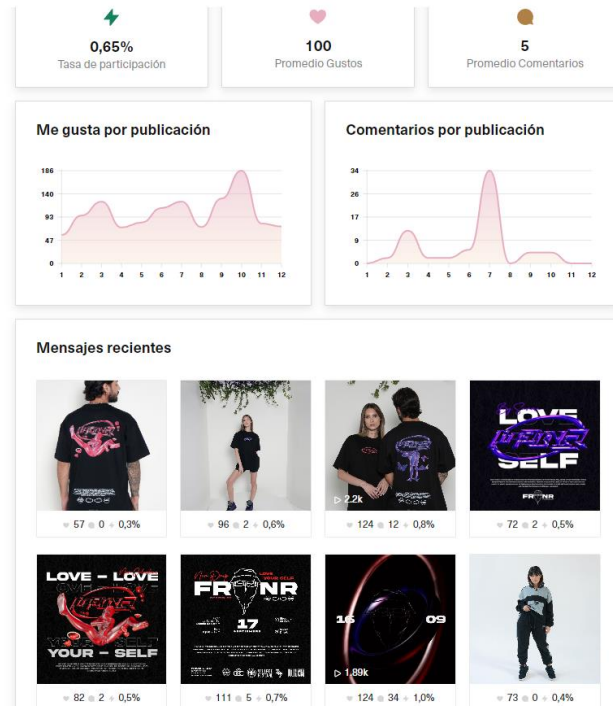 0,65%
Tasa de participación
100
Promedio Gustos
5
Promedio Comentarios
Me gusta por publicación
186
140
93
47
0
1 2 3 4 5 6 7 8 9 10 11 12
Comentarios por publicación
34
26
17
9
0
1 2 3 4 5 6 7 8 9 10 11 12
Mensajes recientes
2.2k
LOVE
SELF
FR NR
57 0 0,3%
96 2 0,6%
124 12 0,8%
72 2 0,5%
LOVE - LOVE
YOUR - SELF
FR NR
17
16 09
1,89k
82 2 0,5%
111 5 0,7%
124 34 1,0%
73 0 0,4%